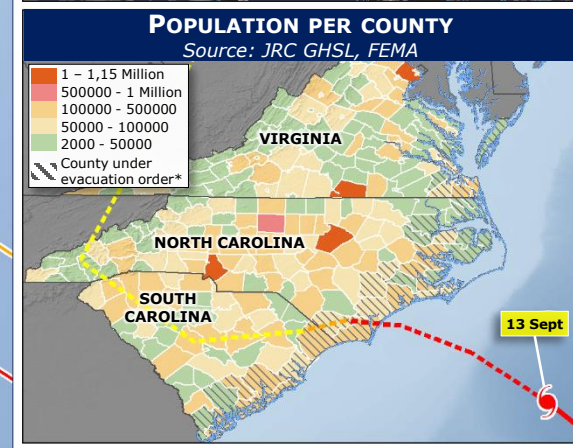 POPULATION PER COUNTY
Source: JRC GHSL, FEMA
1 – 1,15 Million
500000 - 1 Million
100000 - 500000
50000 - 100000
2000 - 50000
County under
evacuation order*
VIRGINIA
NORTH CAROLINA
SOUTH
CAROLINA
13 Sept